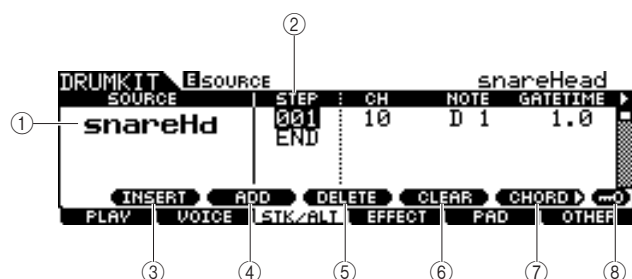 ②
DRUMKIT E SOURCE snareHead
SOURCE STEP CH NOTE GATETIME
① snareHd 001 10 D 1 1.0
END
INSERT ADD DELETE CLEAR CHORD
PLAY VOICE STK/ALT EFFECT PAD OTHER
③ ④ ⑤ ⑥ ⑦ ⑧